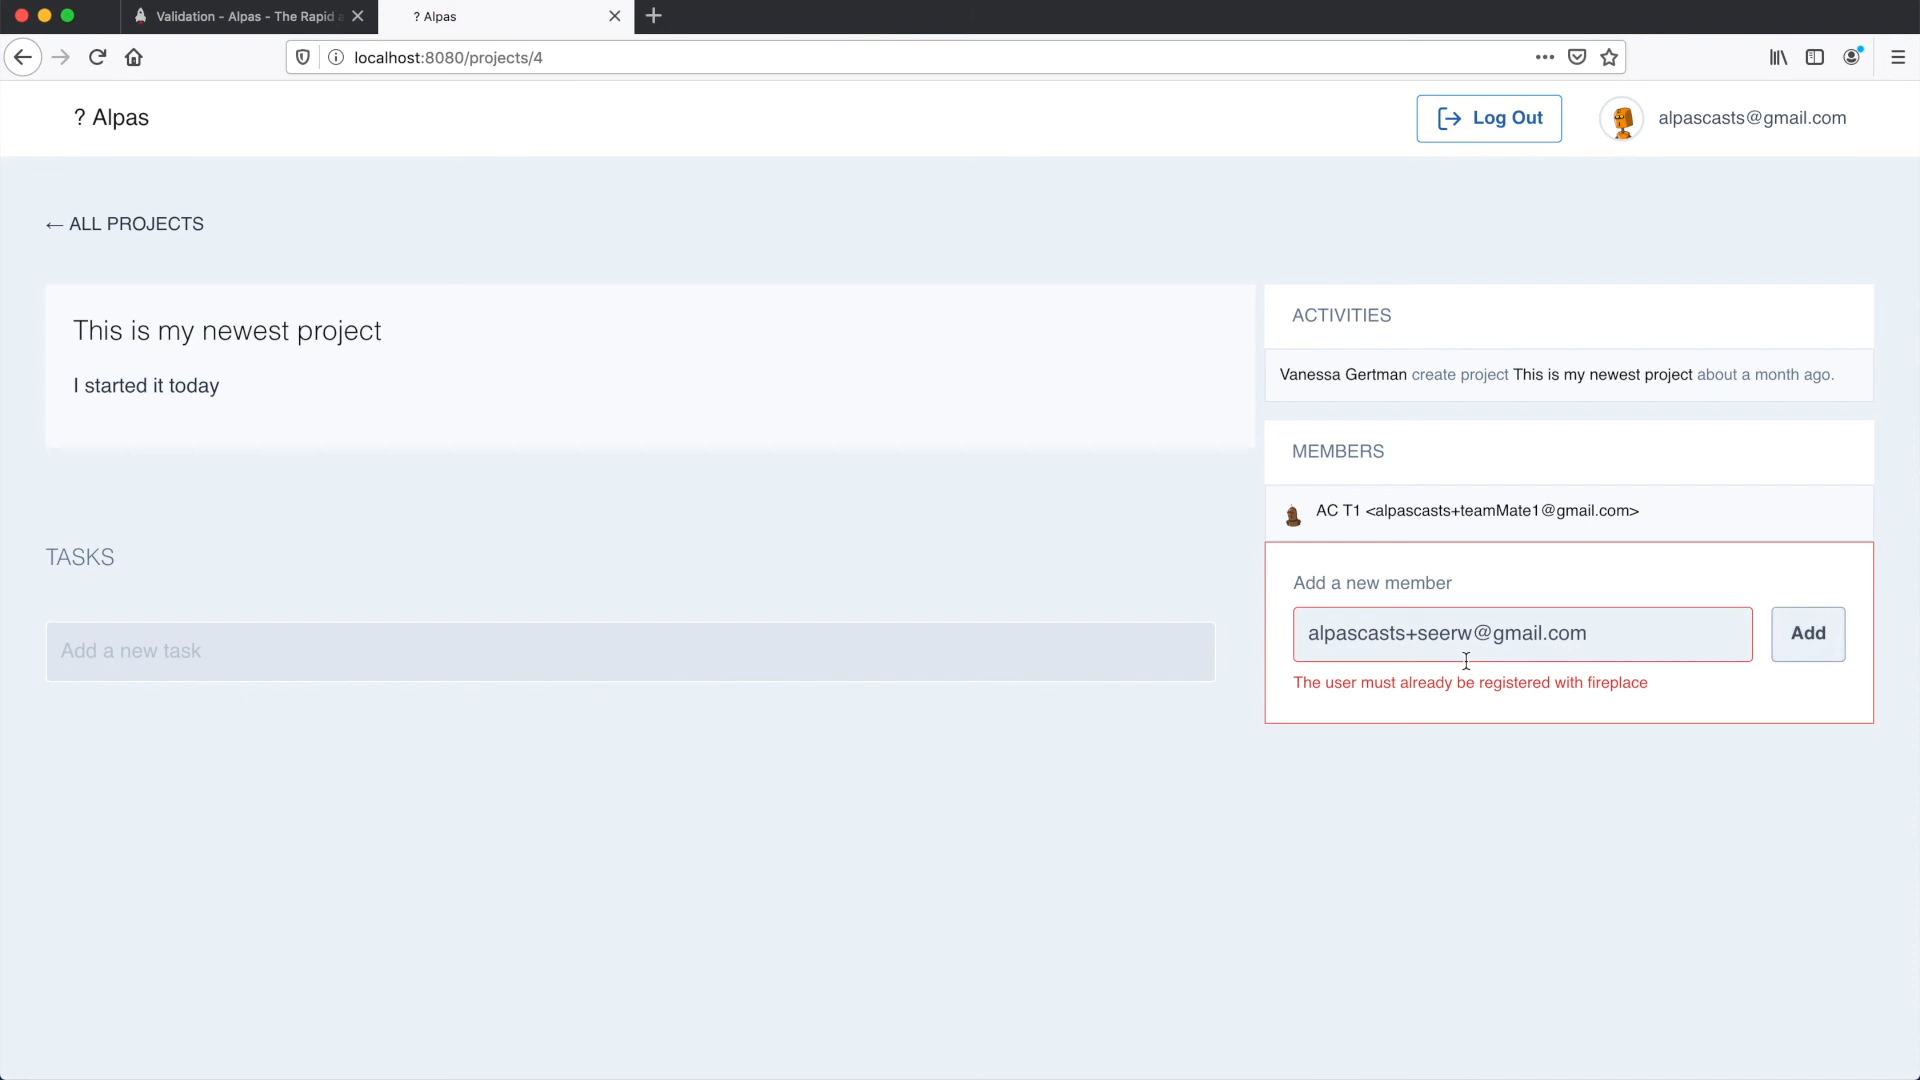 Validation - Alpas - The Rapid a
? Alpas
localhost:8080/projects/4
? Alpas
Log Out
alpascasts@gmail.com
← ALL PROJECTS
This is my newest project
I started it today
ACTIVITIES
Vanessa Gertman create project This is my newest project about a month ago.
MEMBERS
AC T1 <alpascasts+teamMate1@gmail.com>
TASKS
Add a new task
Add a new member
alpascasts+seerw@gmail.com
Add
The user must already be registered with fireplace